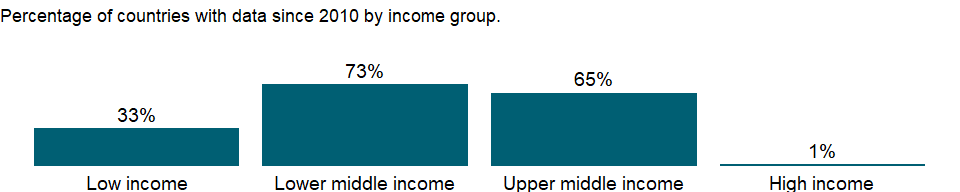 Percentage of countries with data since 2010 by income group.
73%
65%
33%
1%
Low income
Lower middle income
Upper middle income
High income